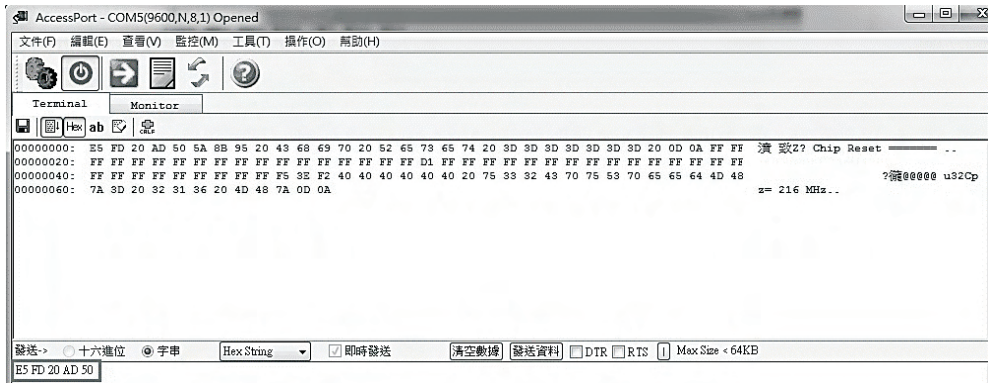 AccessPort - COM5(9600,N,8,1) Opened
文件(F) 編輯(E) 查看(V) 監控(M) 工具(T) 操作(O) 幫助(H)
Terminal Monitor
Hex ab CRLF
00000000: E5 FD 20 AD 50 5A 8B 95 20 43 68 69 70 20 52 65 73 65 74 20 3D 3D 3D 3D 3D 3D 3D 20 0D 0A FF FF Z? Chip Reset ======= ..
00000020: FF FF FF FF FF FF FF FF FF FF FF FF FF FF FF D1 FF FF FF FF FF FF FF FF FF FF FF FF FF FF FF FF
00000040: FF FF FF FF FF FF FF FF F5 3E F2 40 40 40 40 40 40 20 75 33 32 43 70 75 53 70 65 65 64 4D 48 ?@@@@@ u32Cp
00000060: 7A 3D 20 32 31 36 20 4D 48 7A 0D 0A z= 216 MHz..
發送-> 十六進位 字串 Hex String 即時發送 清空數據 發送資料 DTR RTS Max Size < 64KB
E5 FD 20 AD 50